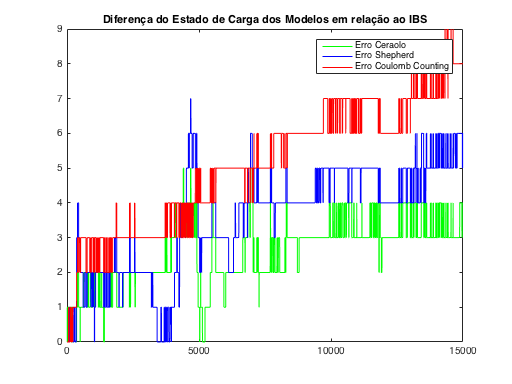 Diferença do Estado de Carga dos Modelos em relação ao IBS
Erro Ceraolo
Erro Shepherd
Erro Coulomb Counting
9
8
7
6
5
4
3
2
1
0
0 5000 10000 15000